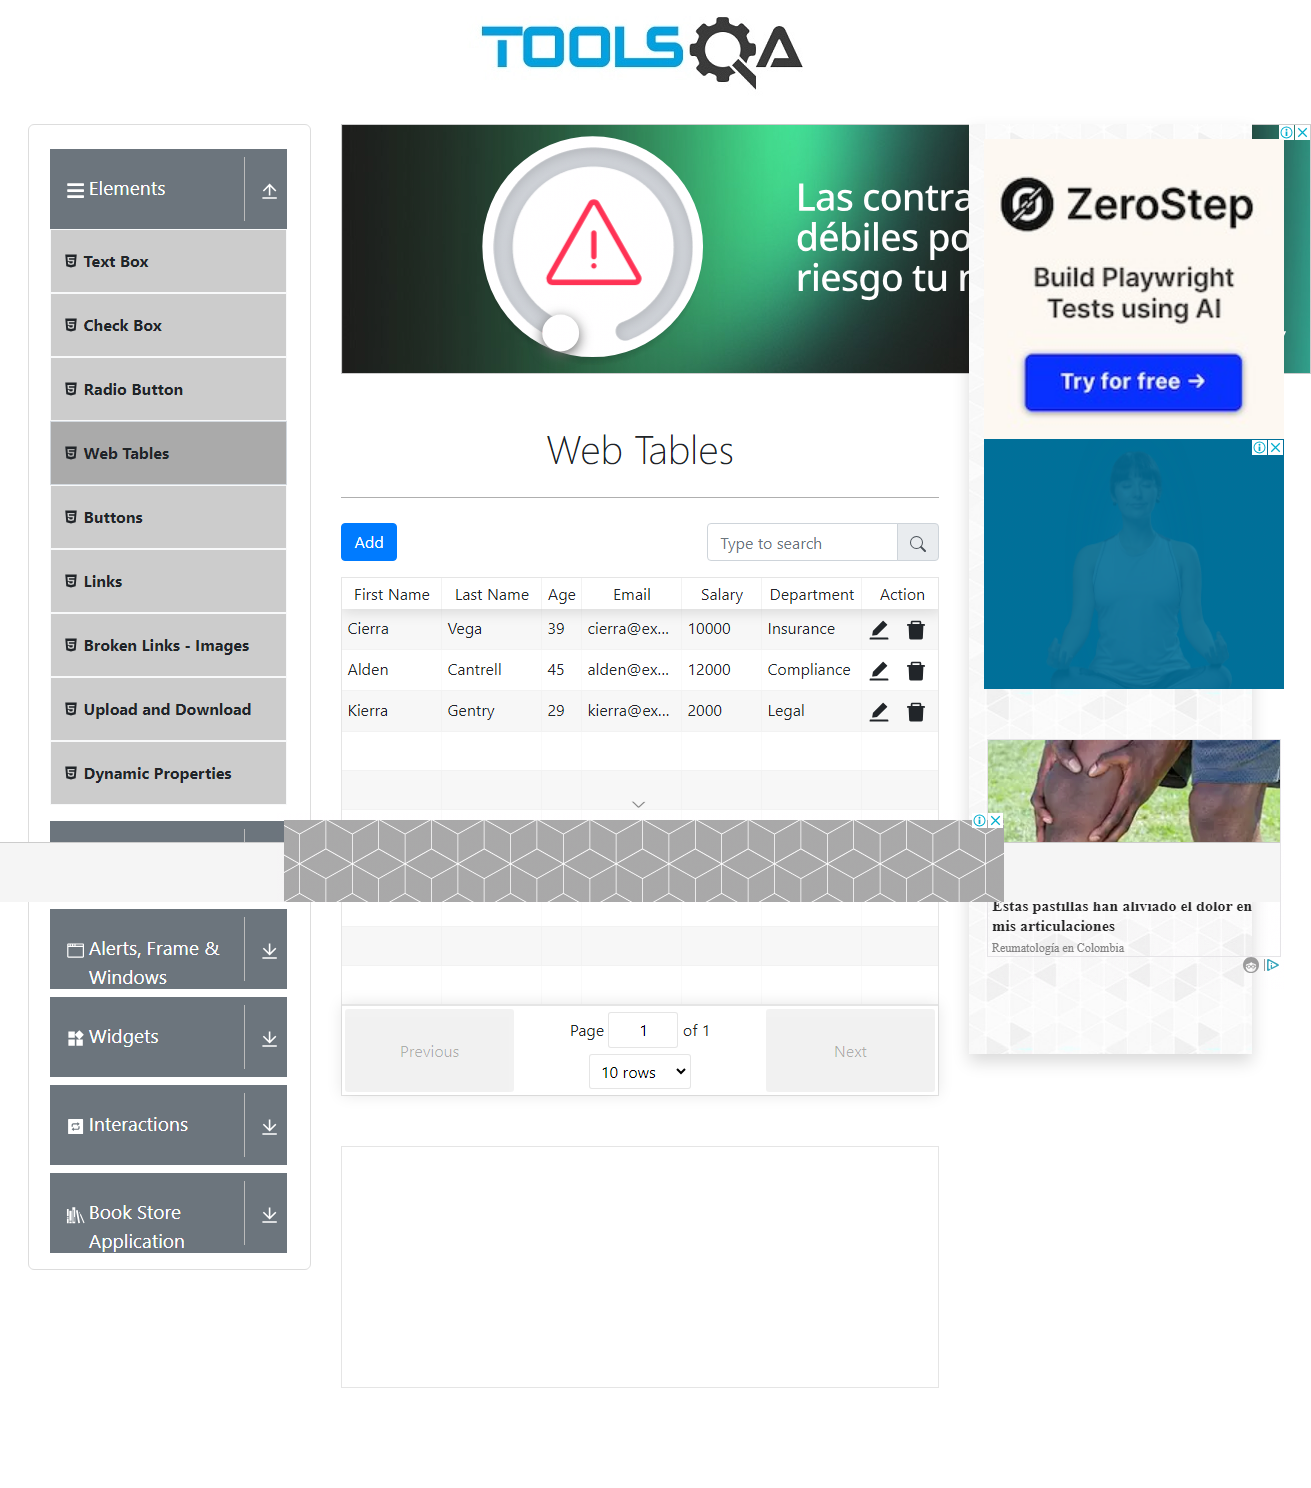 TOOLSQA
Elements
Text Box
Check Box
Radio Button
Web Tables
Buttons
Links
Broken Links - Images
Upload and Download
Dynamic Properties
Alerts, Frame &
Windows
Widgets
Interactions
Book Store
Application
Las contra
débiles po
riesgo tu
Web Tables
Add
Type to search
First Name Last Name Age Email Salary Department Action
Cierra Vega 39 cierra@ex... 10000 Insurance
Alden Cantrell 45 alden@ex... 12000 Compliance
Kierra Gentry 29 kierra@ex... 2000 Legal
Previous
Page 1 of 1
10 rows
Next
ZeroStep
Build Playwright
Tests using AI
Try for free →
Estas pastillas han aliviado el dolor en
mis articulaciones
Reumatología en Colombia